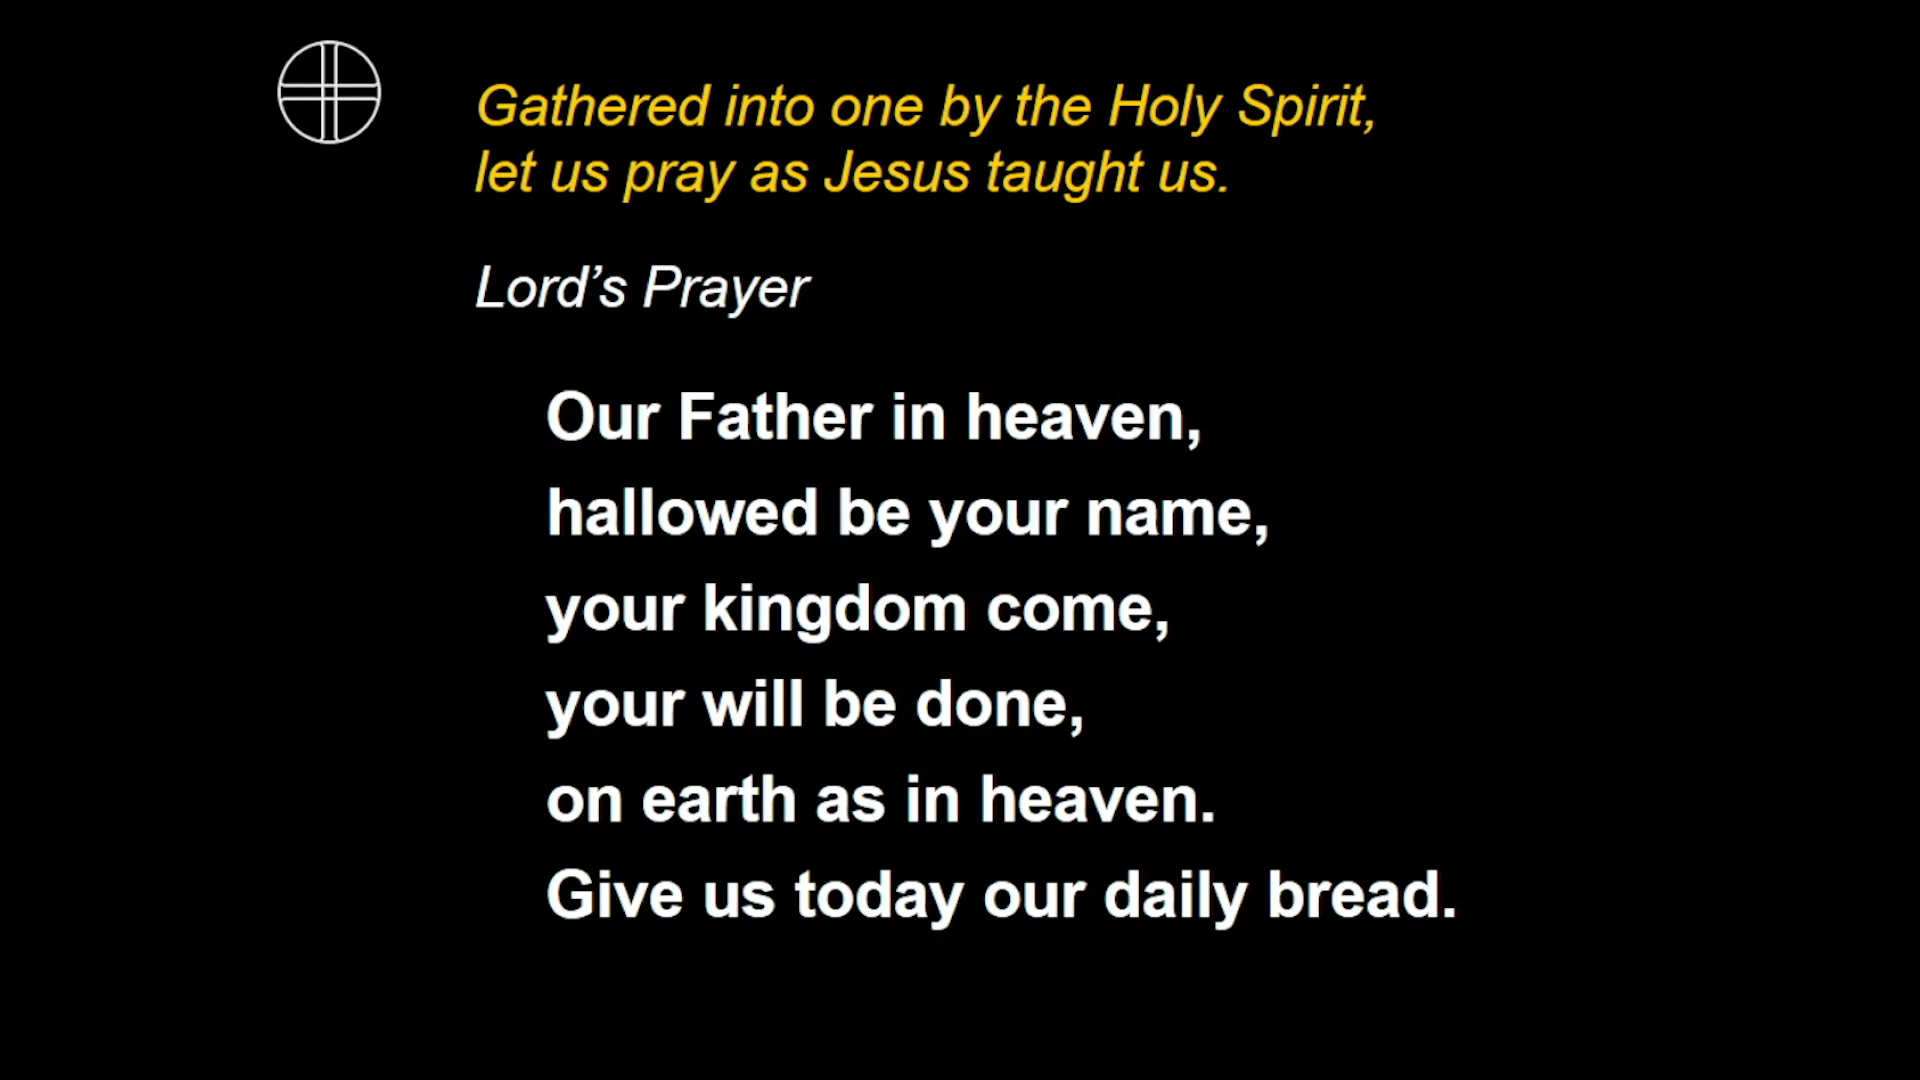 Gathered into one by the Holy Spirit,
let us pray as Jesus taught us.
Lord’s Prayer
Our Father in heaven,
hallowed be your name,
your kingdom come,
your will be done,
on earth as in heaven.
Give us today our daily bread.